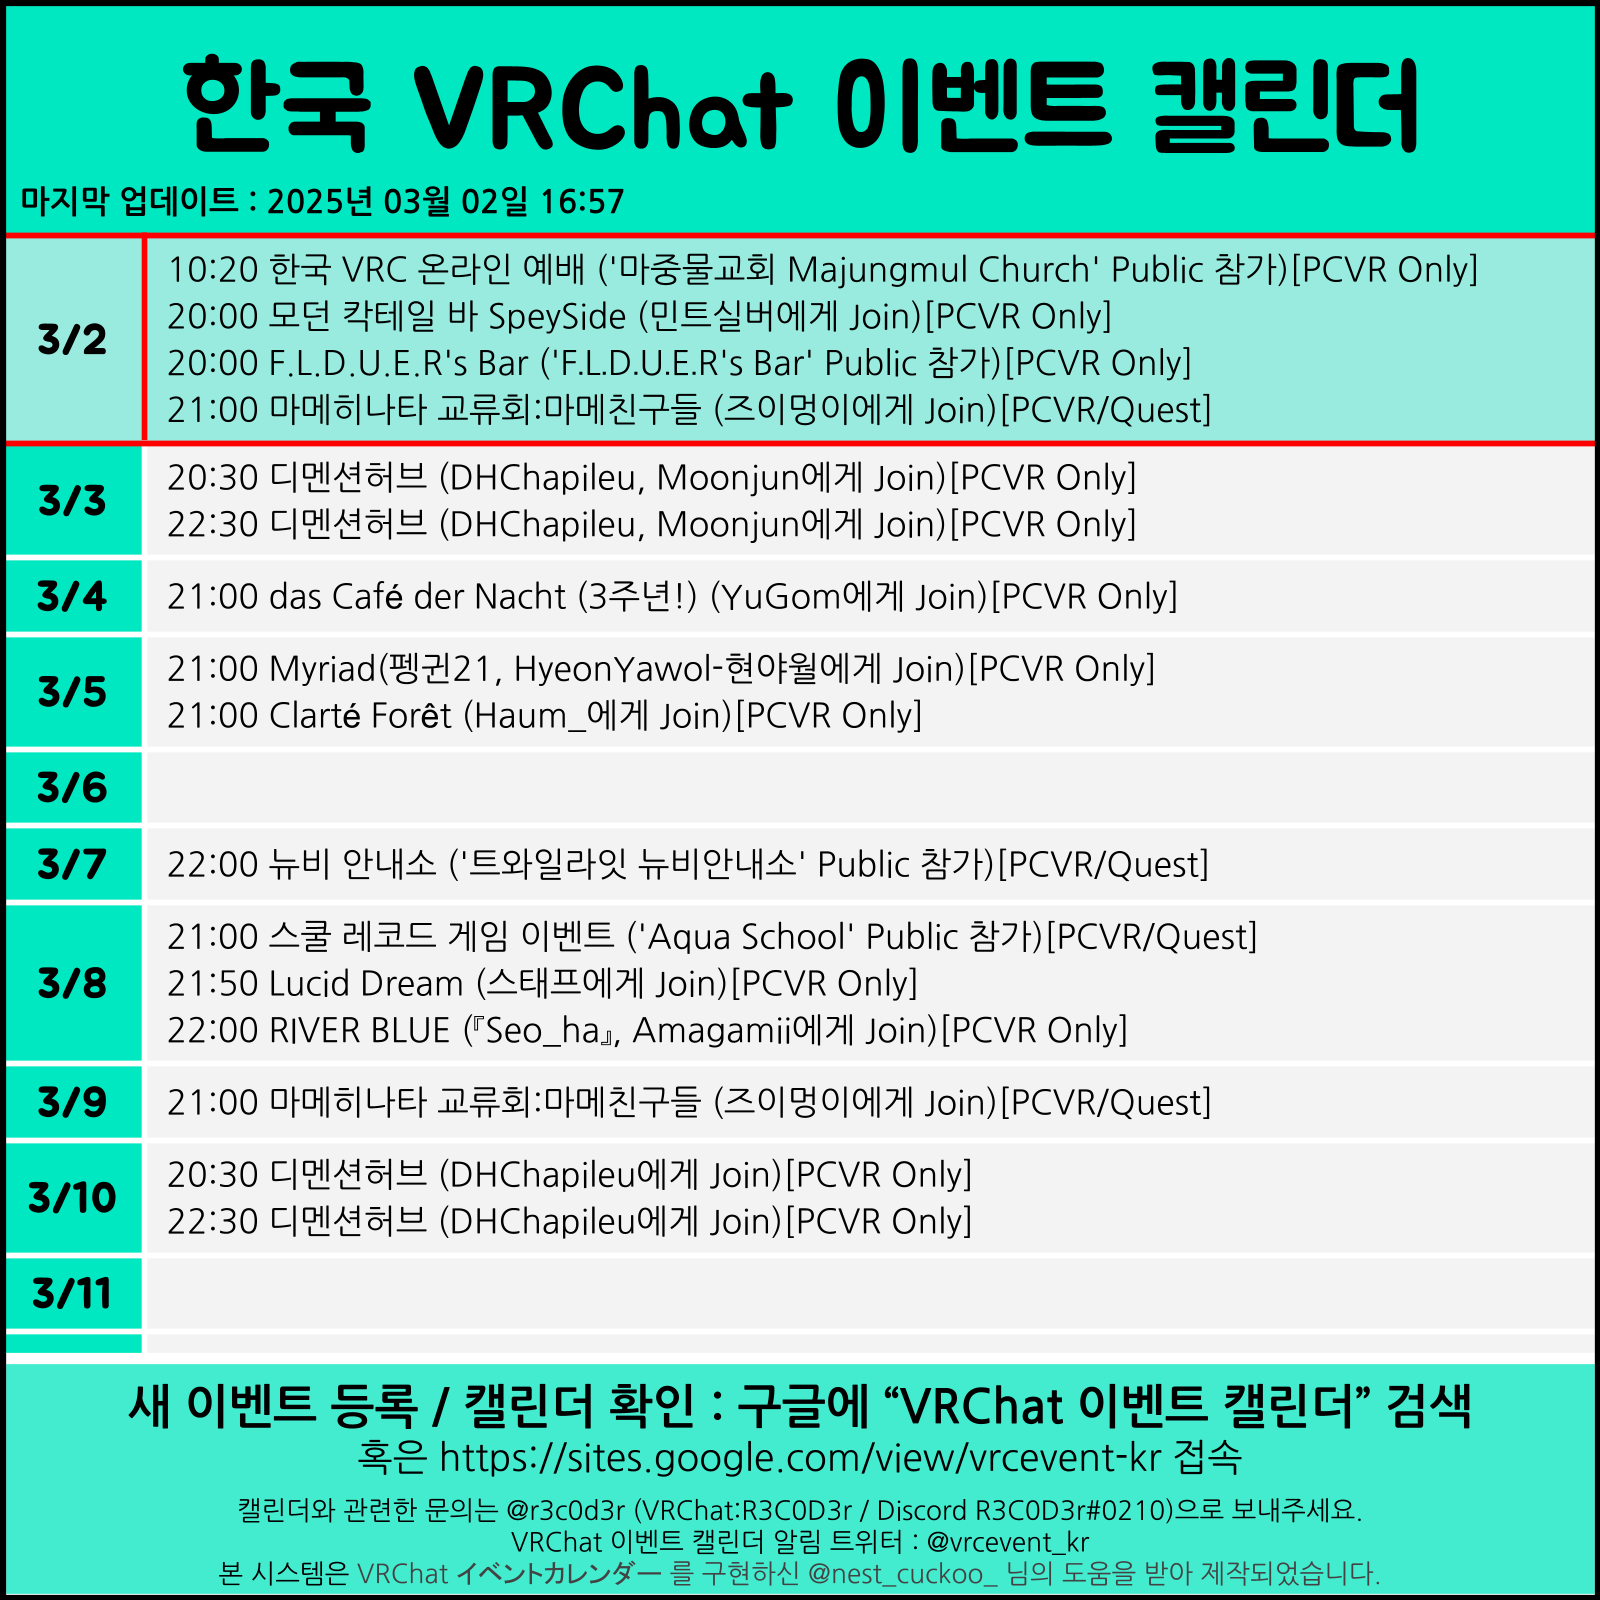 한국 VRChat 이벤트 캘린더
마지막 업데이트 : 2025년 03월 02일 16:57
3/2
10:20 한국 VRC 온라인 예배 ('마중물교회 Majungmul Church' Public 참가)[PCVR Only]
20:00 모던 칵테일 바 SpeySide (민트실버에게 Join)[PCVR Only]
20:00 F.L.D.U.E.R's Bar ('F.L.D.U.E.R's Bar' Public 참가)[PCVR Only]
21:00 마메히나타 교류회:마메친구들 (즈이멍이에게 Join)[PCVR/Quest]
3/3
20:30 디멘션허브 (DHChapileu, Moonjun에게 Join)[PCVR Only]
22:30 디멘션허브 (DHChapileu, Moonjun에게 Join)[PCVR Only]
3/4
21:00 das Café der Nacht (3주년!) (YuGom에게 Join)[PCVR Only]
3/5
21:00 Myriad(펭귄21, HyeonYawol-현야월에게 Join)[PCVR Only]
21:00 Clarté Forêt (Haum_에게 Join)[PCVR Only]
3/6
3/7
22:00 뉴비 안내소 ('트와일라잇 뉴비안내소' Public 참가)[PCVR/Quest]
3/8
21:00 스쿨 레코드 게임 이벤트 ('Aqua School' Public 참가)[PCVR/Quest]
21:50 Lucid Dream (스태프에게 Join)[PCVR Only]
22:00 RIVER BLUE (『Seo_ha』, Amagamii에게 Join)[PCVR Only]
3/9
21:00 마메히나타 교류회:마메친구들 (즈이멍이에게 Join)[PCVR/Quest]
3/10
20:30 디멘션허브 (DHChapileu에게 Join)[PCVR Only]
22:30 디멘션허브 (DHChapileu에게 Join)[PCVR Only]
3/11
새 이벤트 등록 / 캘린더 확인 : 구글에 “VRChat 이벤트 캘린더” 검색
혹은 https://sites.google.com/view/vrcevent-kr 접속
캘린더와 관련한 문의는 @r3c0d3r (VRChat:R3C0D3r / Discord R3C0D3r#0210)으로 보내주세요.
VRChat 이벤트 캘린더 알림 트위터 : @vrcevent_kr
본 시스템은 VRChat イベントカレンダー 를 구현하신 @nest_cuckoo_ 님의 도움을 받아 제작되었습니다.